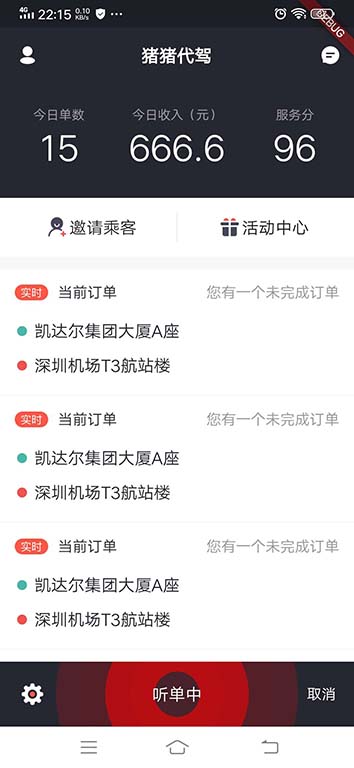 4G 22:15 0.10 KB/s
猪猪代驾
今日单数 今日收入（元） 服务分
15 666.6 96
邀请乘客 活动中心
实时 当前订单 您有一个未完成订单
凯达尔集团大厦A座
深圳机场T3航站楼
实时 当前订单 您有一个未完成订单
凯达尔集团大厦A座
深圳机场T3航站楼
实时 当前订单 您有一个未完成订单
凯达尔集团大厦A座
深圳机场T3航站楼
听单中 取消